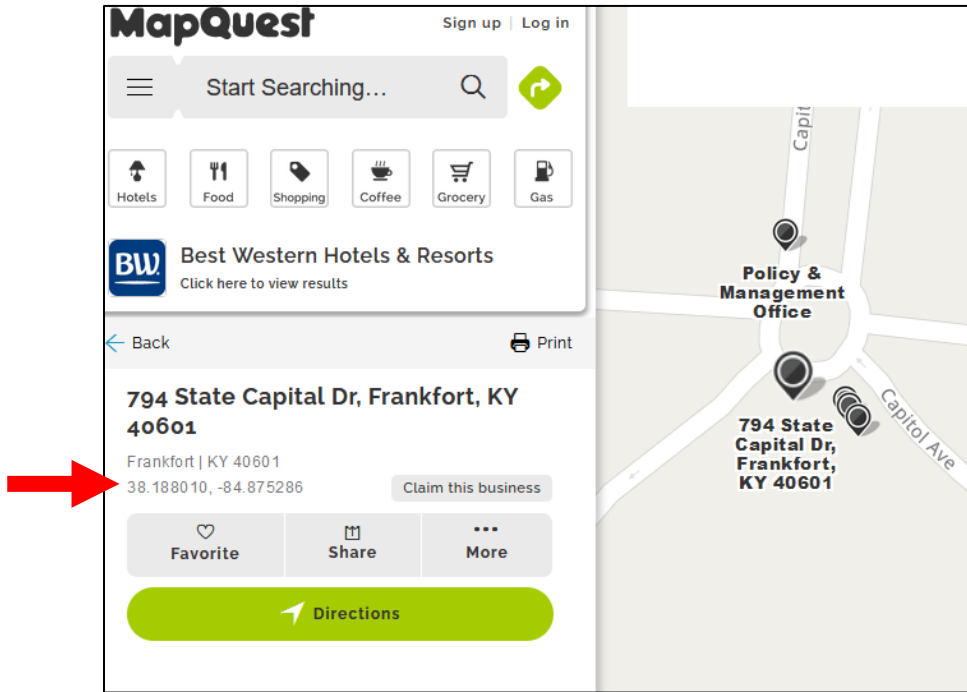 MapQuest
Sign up | Log in
Start Searching...
Hotels
Food
Shopping
Coffee
Grocery
Gas
BW
Best Western Hotels & Resorts
Click here to view results
Back
Print
794 State Capital Dr, Frankfort, KY
40601
Frankfort | KY 40601
38.188010, -84.875286
Claim this business
Favorite
Share
More
Directions
Capit
Policy &
Management
Office
794 State
Capital Dr,
Frankfort,
KY 40601
Capitol Ave